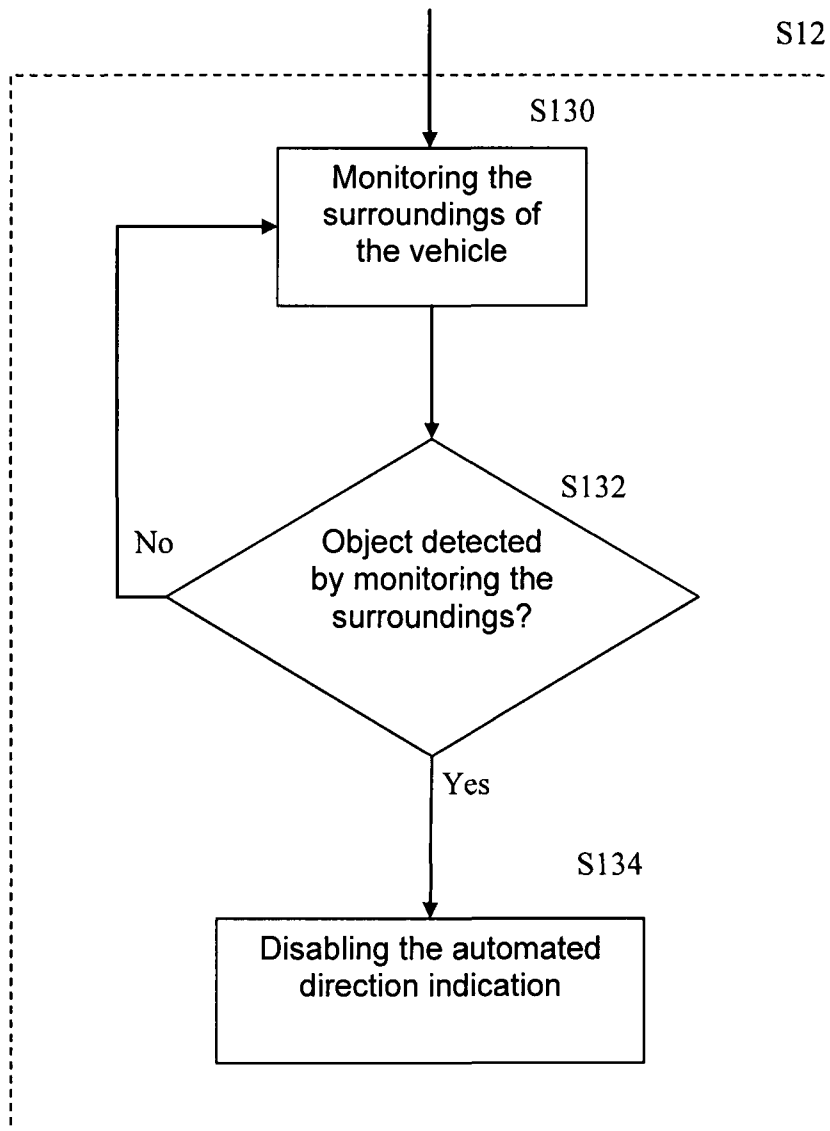 S12
S130
Monitoring the
surroundings of
the vehicle
S132
No
Object detected
by monitoring the
surroundings?
Yes
S134
Disabling the automated
direction indication